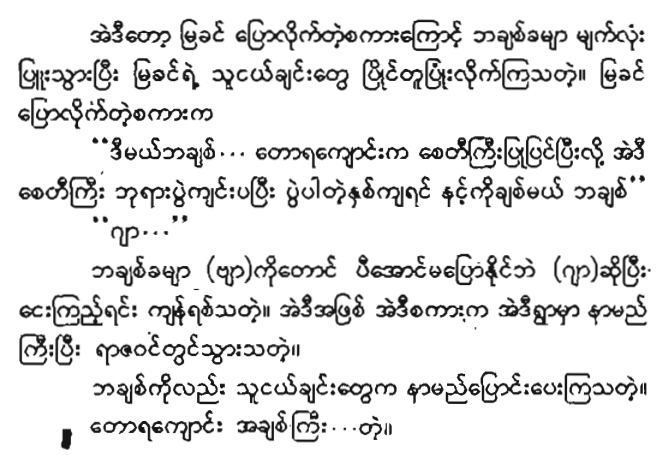 အဲဒီတော့ မြခင် ပြောလိုက်တဲ့စကားကြောင့် ဘချစ်ခမျာ မျက်လုံး
ပြူးသွားပြီး မြခင်ရဲ့ သူငယ်ချင်းတွေ ပြိုင်တူပြုံးလိုက်ကြသတဲ့။ မြခင်
ပြောလိုက်တဲ့စကားက
“ဒီမယ်ဘချစ်... တောရကျောင်းက စေတီကြီးပြုပြင်ပြီးလို့ အဲဒီ
စေတီကြီး ဘုရားပွဲကျင်းပပြီး ပွဲပါတဲ့နှစ်ကျရင် နင့်ကိုချစ်မယ် ဘချစ်”
“ဂျာ...”
ဘချစ်ခမျာ (ဗျာ)ကိုတောင် ပီအောင်မပြောနိုင်ဘဲ (ဂျာ)ဆိုပြီး
ငေးကြည့်ရင်း ကျန်ရစ်သတဲ့။ အဲဒီအဖြစ် အဲဒီစကားက အဲဒီရွာမှာ နာမည်
ကြီးပြီး ရာဇဝင်တွင်သွားသတဲ့။
ဘချစ်ကိုလည်း သူငယ်ချင်းတွေက နာမည်ပြောင်းပေးကြသတဲ့။
တောရကျောင်း အချစ်ကြီး...တဲ့။